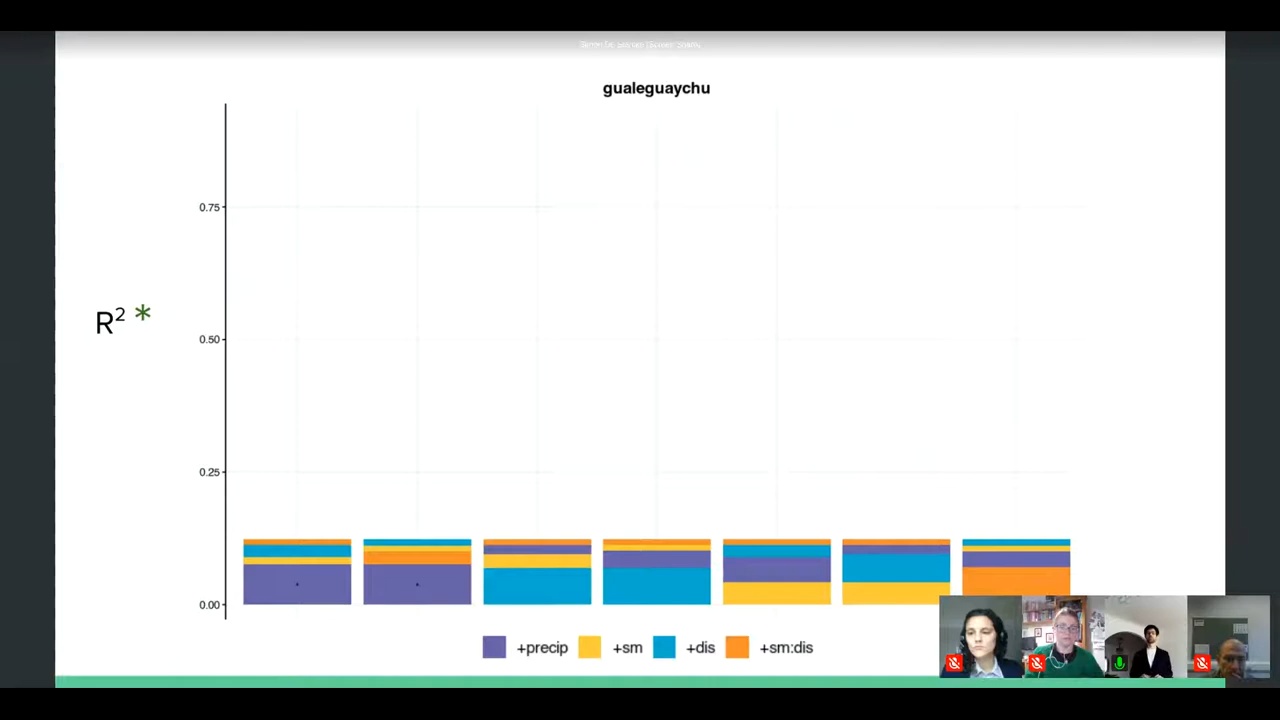 gualeguaychu
0.75
R² *
0.50
0.25
0.00
+precip +sm +dis +sm:dis